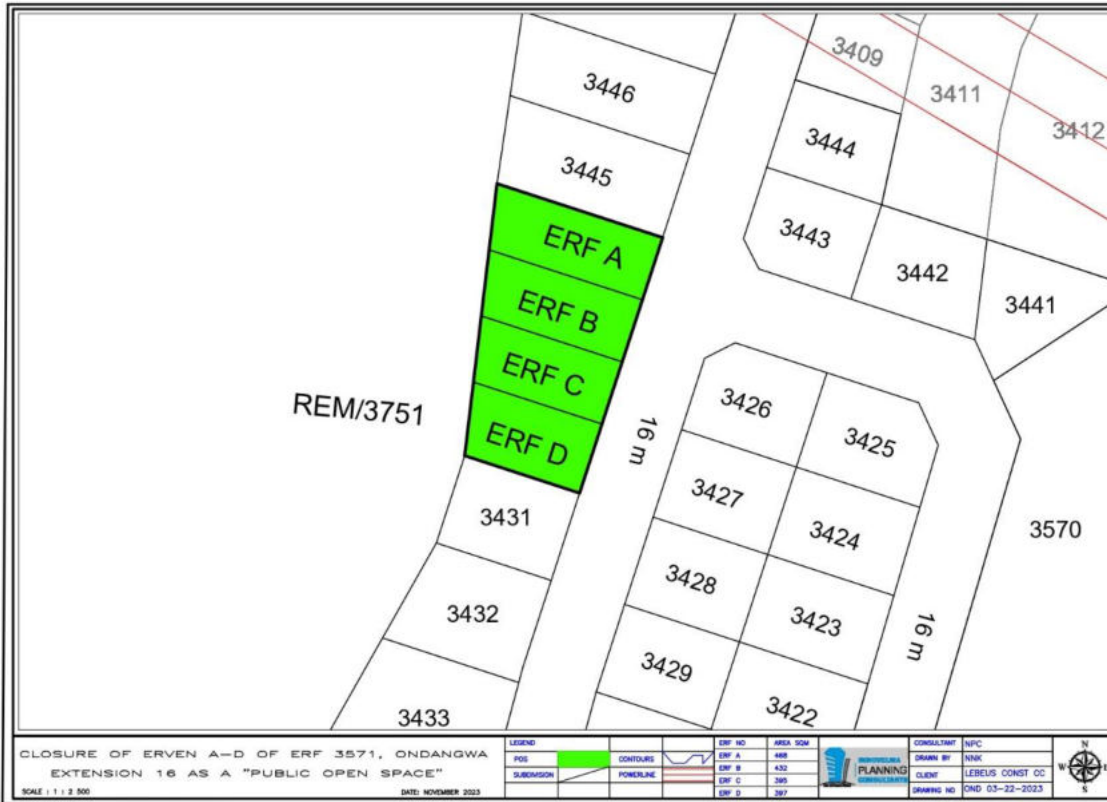 3409
3446
3411
3412
3444
3445
3443
ERF A
3442
3441
ERF B
ERF C
REM/3751
3426
ERF D
16 m
3425
3427
3431
3424
3570
3428
3432
3423
16 m
3429
3433
3422
CLOSURE OF ERVEN A-D OF ERF 3571, ONDANGWA
EXTENSION 16 AS A "PUBLIC OPEN SPACE"
SCALE : 1 : 2 500
DATE: NOVEMBER 2023
LEGEND
POS
CONTOURS
SUBDIVISION
POWERLINE
ERF NO AREA SQM
ERF A 468
ERF B 432
ERF C 395
ERF D
PLANNING
CONSULTANTS
CONSULTANT NPC
DRAWN BY NNK
CLIENT LEBEUS CONST CC
DRAWING NO OND 03-22-2023
N
W E
S